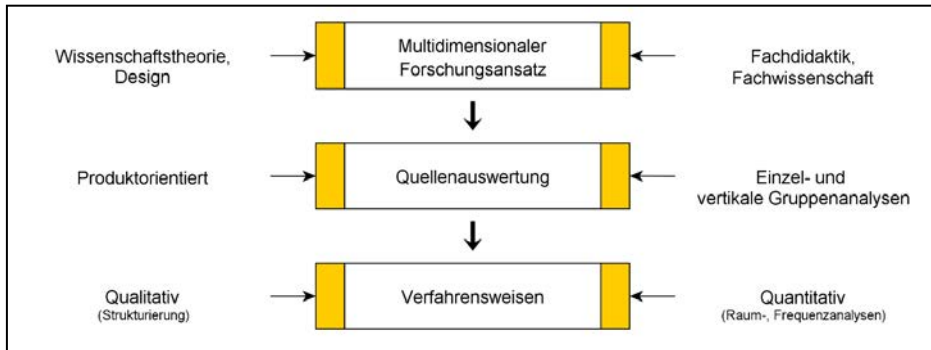 Wissenschaftstheorie,
Design
Multidimensionaler
Forschungsansatz
Fachdidaktik,
Fachwissenschaft
Produktorientiert
Quellenauswertung
Einzel- und
vertikale Gruppenanalysen
Qualitativ
(Strukturierung)
Verfahrensweisen
Quantitativ
(Raum-, Frequenzanalysen)